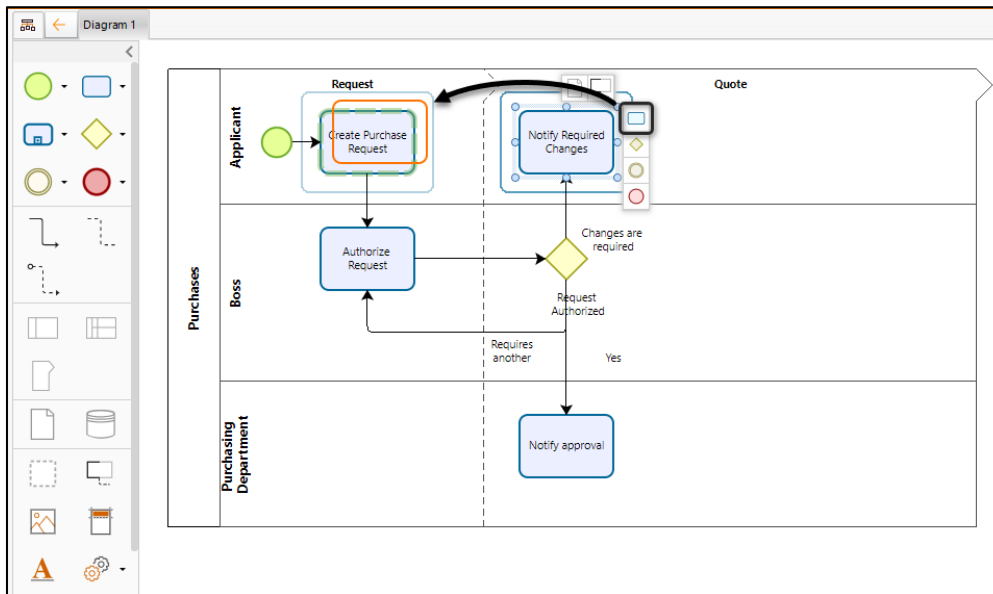 Diagram 1
Request
Quote
Purchases
Applicant
Create Purchase
Request
Notify Required
Changes
Boss
Authorize
Request
Changes are
required
Request
Authorized
Requires
another
Yes
Purchasing
Department
Notify approval
A